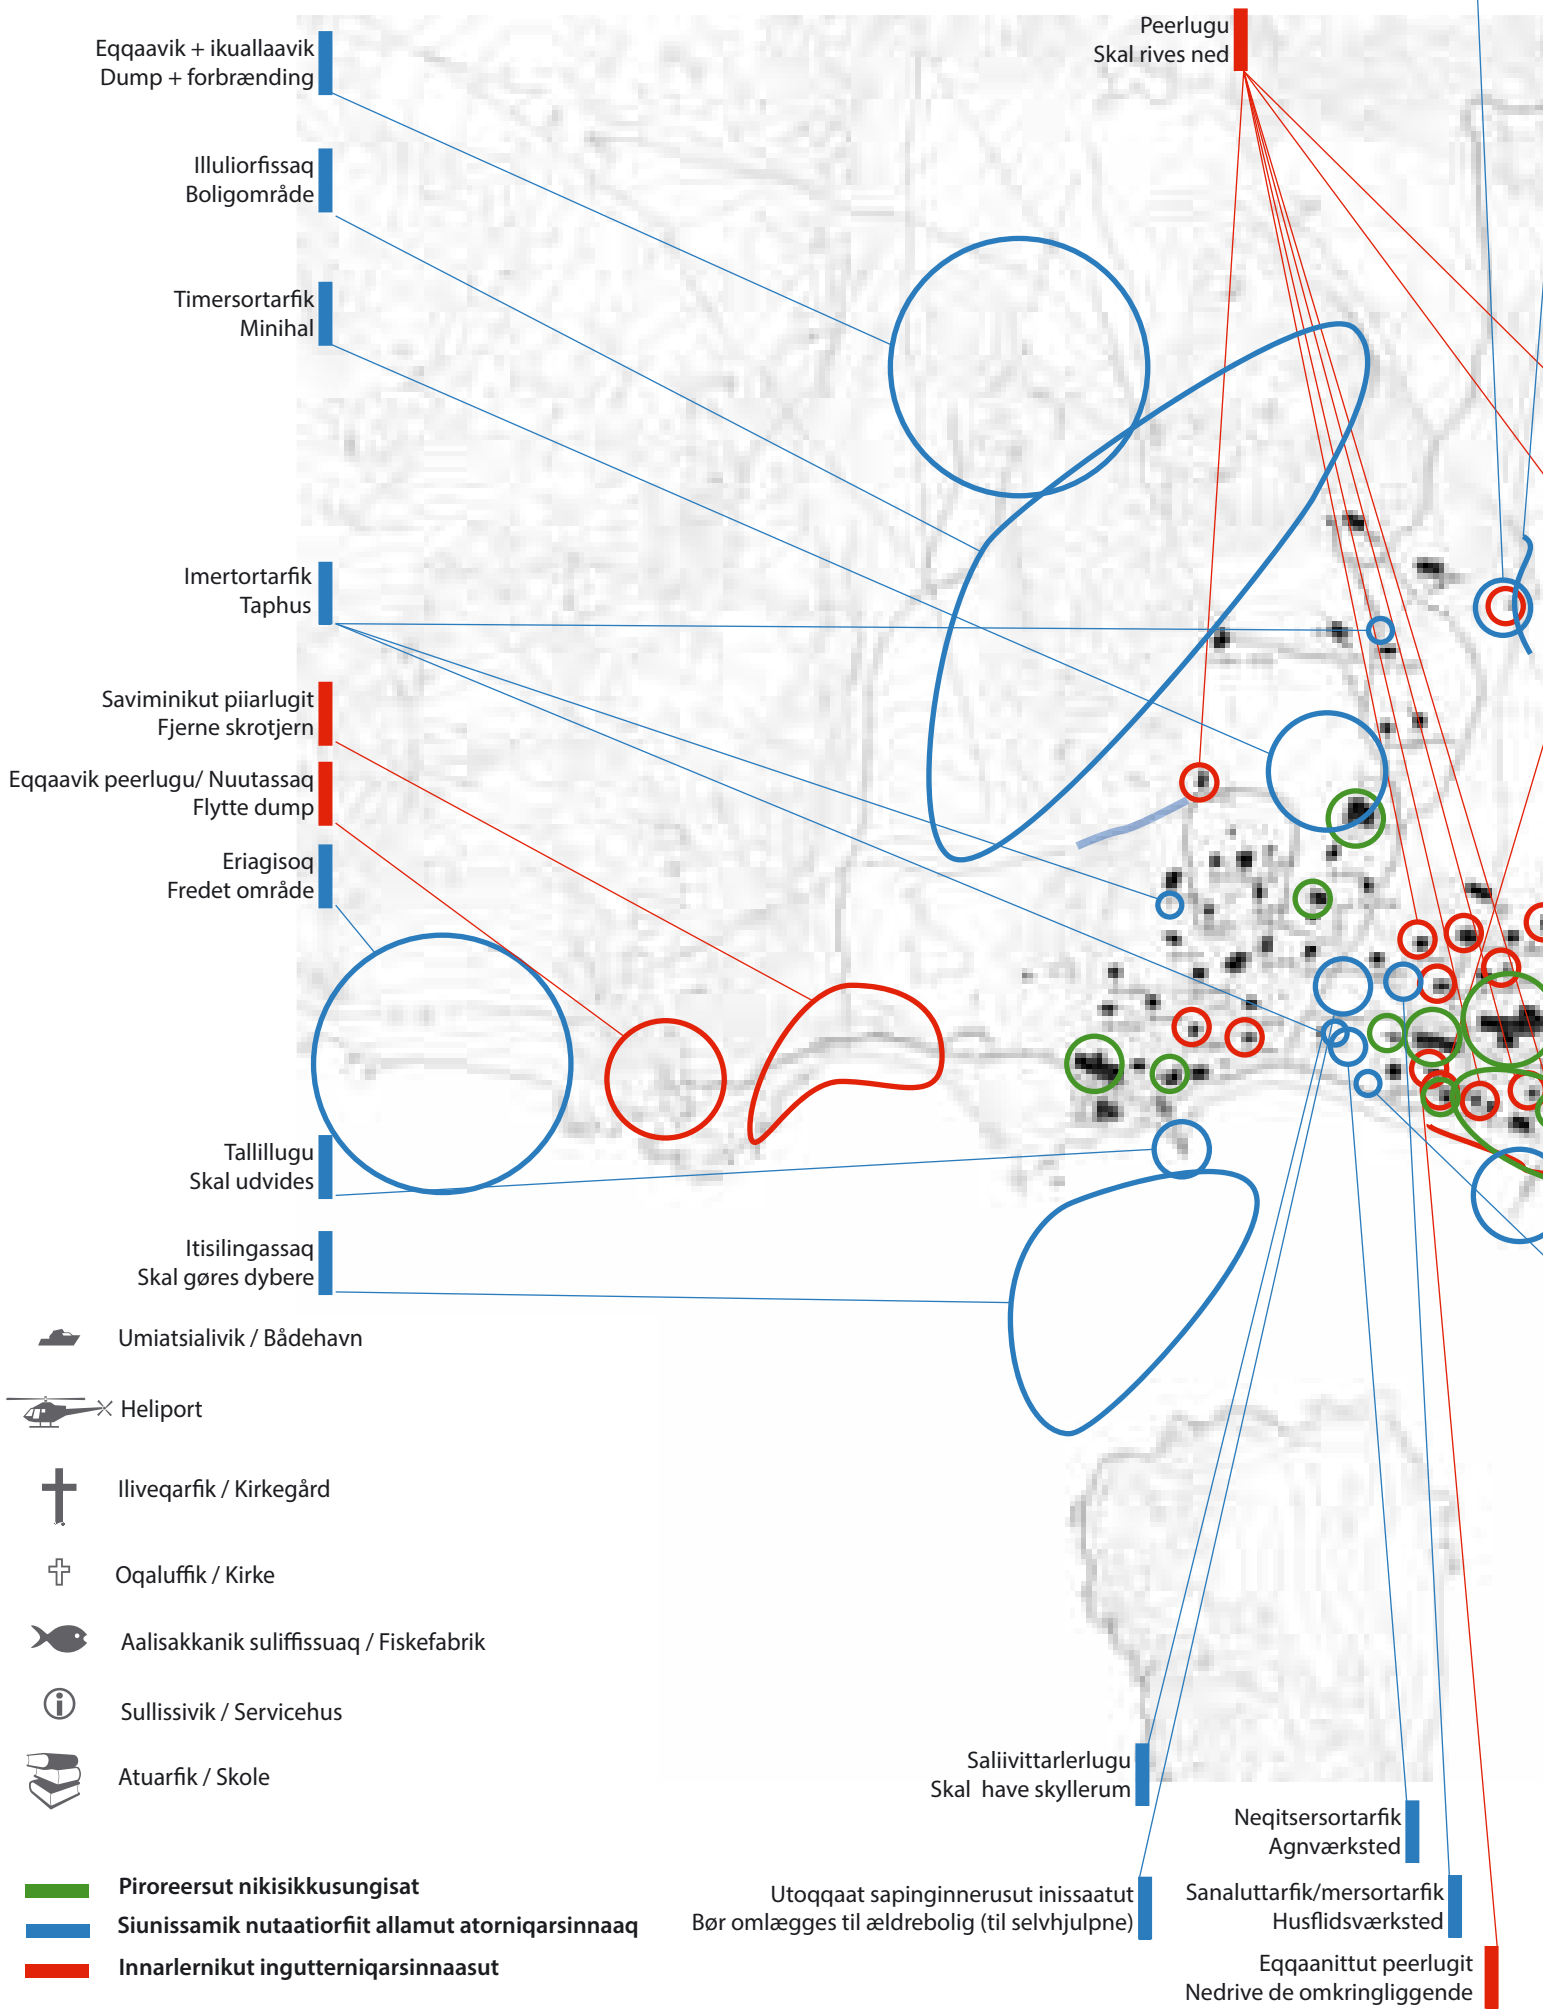 Peerlugu
Skal rives ned
Eqqaavik + ikuallaavik
Dump + forbrænding
Illuliorfissaq
Boligområde
Timersortarfik
Minihal
Imertortarfik
Taphus
Saviminikut piiarlugit
Fjerne skrotjern
Eqqaavik peerlugu/ Nuutassaq
Flytte dump
Eriagisoq
Fredet område
Tallillugu
Skal udvides
Itisilingassaq
Skal gøres dybere
Umiatsialivik / Bådehavn
Heliport
Iliveqarfik / Kirkegård
Oqaluffik / Kirke
Aalisakkanik suliffissuaq / Fiskefabrik
Sullissivik / Servicehus
Atuarfik / Skole
Saliivittarlerlugu
Skal have skyllerum
Neqitsersortarfik
Agnværksted
Utoqqaat sapinginnerusut inissaatut
Bør omlægges til ældrebolig (til selvhjulpne)
Sanaluttarfik/mersortarfik
Husflidsværksted
Eqqaanittut peerlugit
Nedrive de omkringliggende
Piroreersut nikisikkusungisat
Siunissamik nutaatiorfiit allamut atorniqarsinnaaq
Innarlernikut ingutterniqarsinnaasut